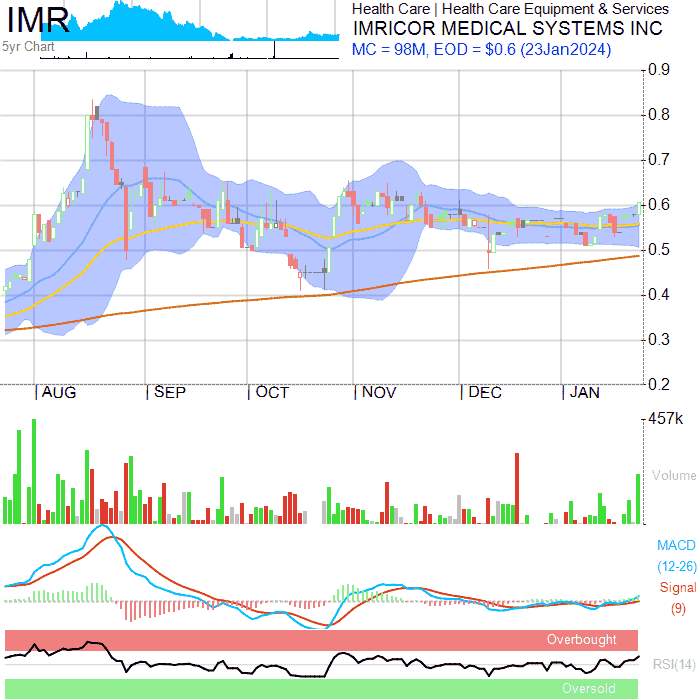 IMR
5yr Chart
Health Care | Health Care Equipment & Services
IMRICOR MEDICAL SYSTEMS INC
MC = 98M, EOD = $0.6 (23Jan2024)
0.9
0.8
0.7
0.6
0.5
0.4
0.3
0.2
AUG
SEP
OCT
NOV
DEC
JAN
457k
Volume
MACD
(12-26)
Signal
(9)
Overbought
RSI(14)
Oversold